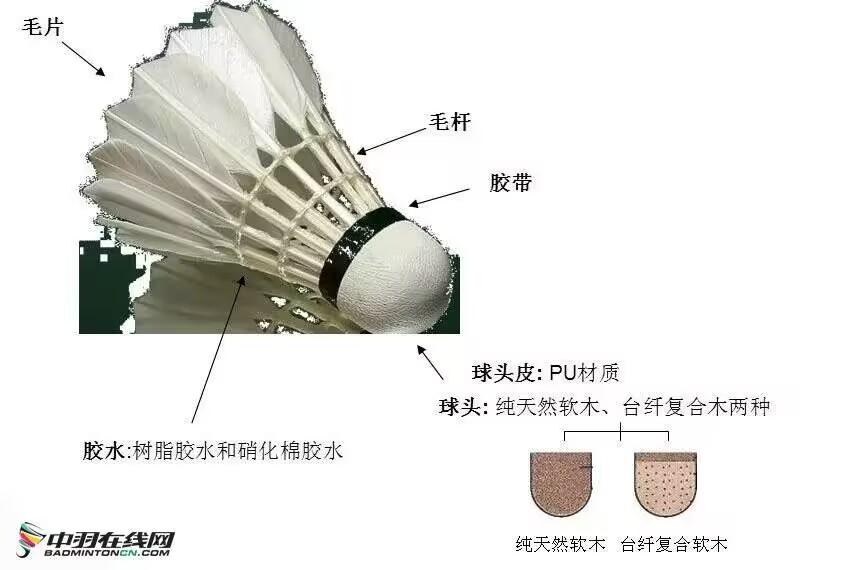 毛片
毛杆
胶带
球头皮: PU材质
球头: 纯天然软木、台纤复合木两种
胶水:树脂胶水和硝化棉胶水
纯天然软木 台纤复合软木
中羽在线网
BADMINTONCN.COM